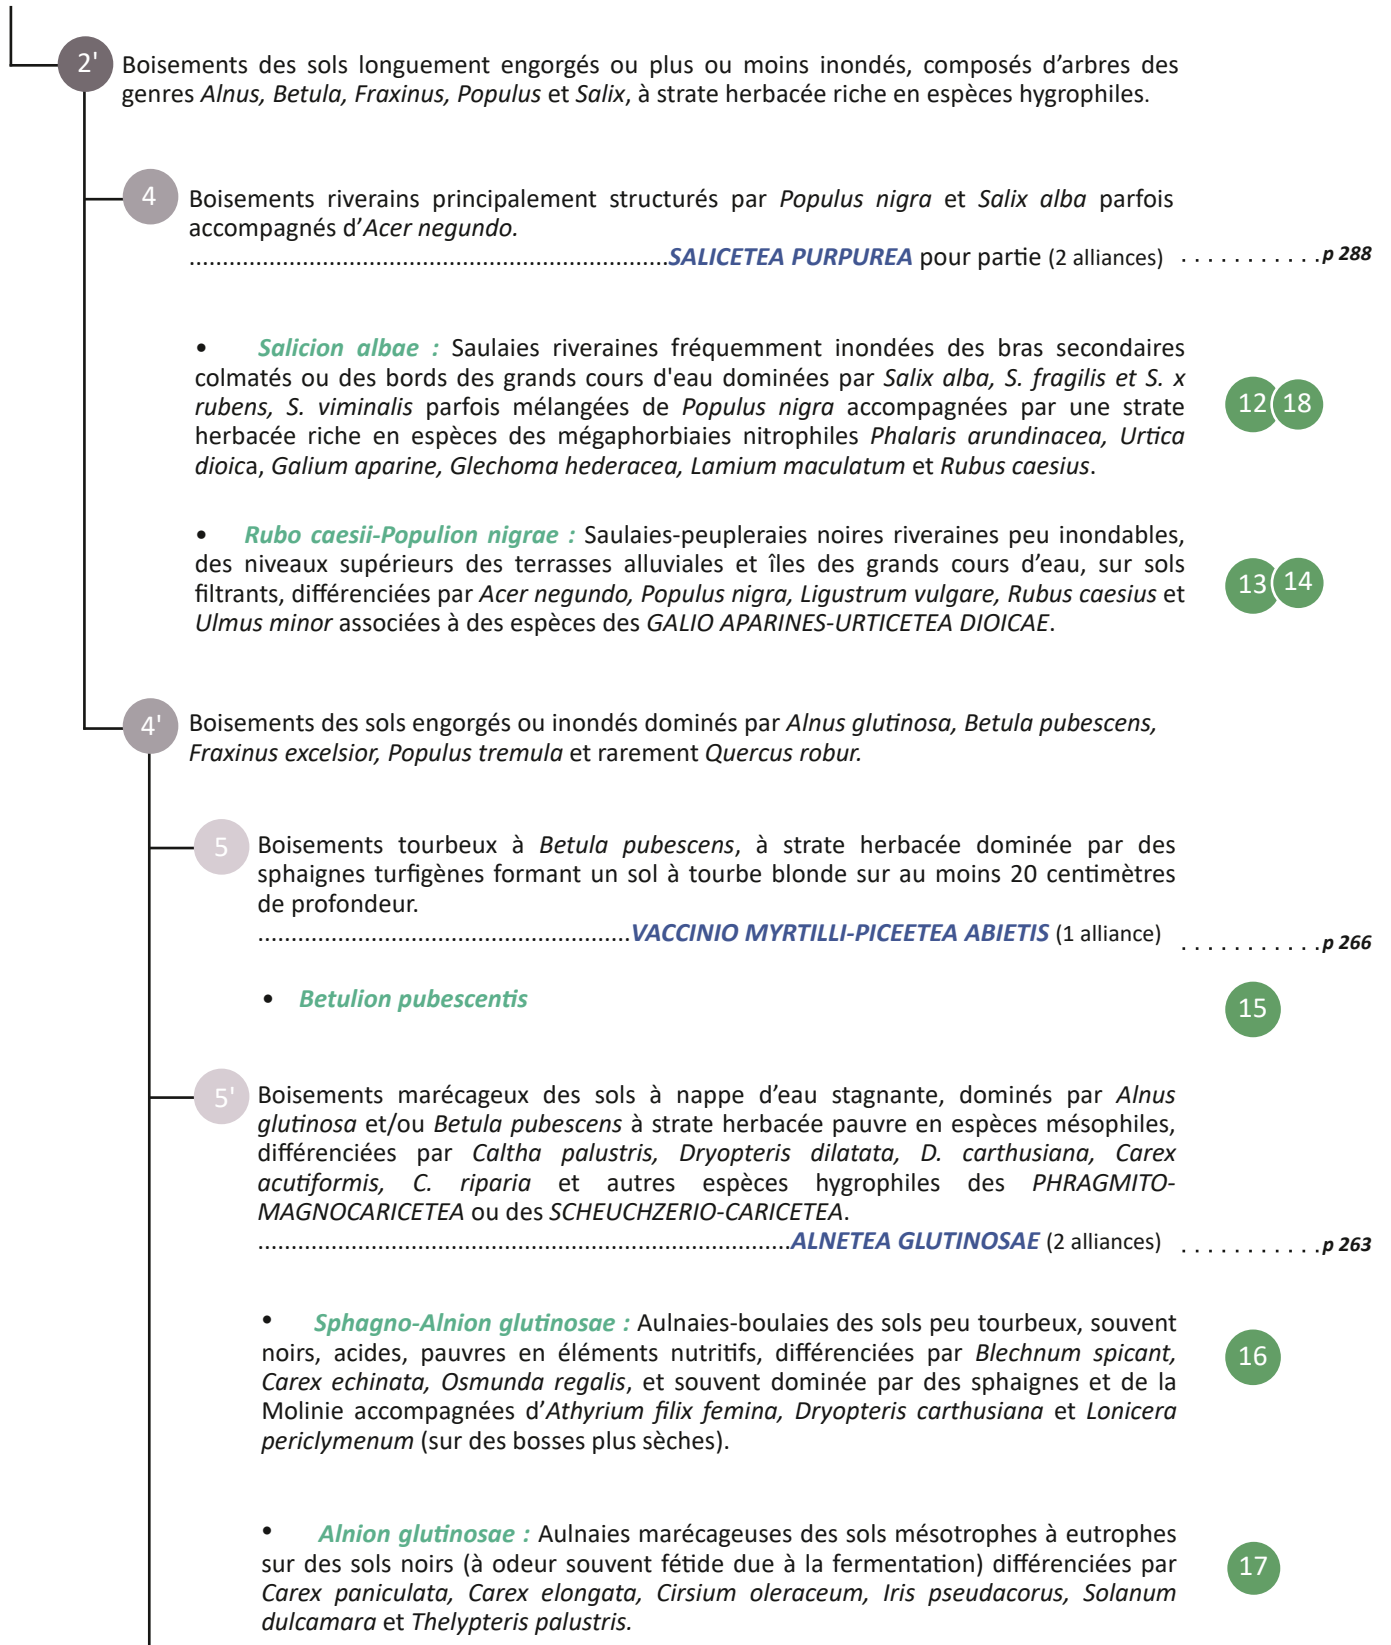 2'
Boisements des sols longuement engorgés ou plus ou moins inondés, composés d’arbres des
genres Alnus, Betula, Fraxinus, Populus et Salix, à strate herbacée riche en espèces hygrophiles.
4
Boisements riverains principalement structurés par Populus nigra et Salix alba parfois
accompagnés d’Acer negundo.
........................................................................SALICETEA PURPUREA pour partie (2 alliances) . . . . . . . . . . . p 288
• Salicion albae : Saulaies riveraines fréquemment inondées des bras secondaires
colmatés ou des bords des grands cours d'eau dominées par Salix alba, S. fragilis et S. x
rubens, S. viminalis parfois mélangées de Populus nigra accompagnées par une strate
herbacée riche en espèces des mégaphorbiaies nitrophiles Phalaris arundinacea, Urtica
dioica, Galium aparine, Glechoma hederacea, Lamium maculatum et Rubus caesius.
12 18
• Rubo caesii-Populion nigrae : Saulaies-peupleraies noires riveraines peu inondables,
des niveaux supérieurs des terrasses alluviales et îles des grands cours d’eau, sur sols
filtrants, différenciées par Acer negundo, Populus nigra, Ligustrum vulgare, Rubus caesius et
Ulmus minor associées à des espèces des GALIO APARINES-URTICETEA DIOICAE.
13 14
4'
Boisements des sols engorgés ou inondés dominés par Alnus glutinosa, Betula pubescens,
Fraxinus excelsior, Populus tremula et rarement Quercus robur.
5
Boisements tourbeux à Betula pubescens, à strate herbacée dominée par des
sphaignes turfigènes formant un sol à tourbe blonde sur au moins 20 centimètres
de profondeur.
........................................................VACCINIO MYRTILLI-PICEETEA ABIETIS (1 alliance) . . . . . . . . . . . p 266
• Betulion pubescentis
15
5'
Boisements marécageux des sols à nappe d’eau stagnante, dominés par Alnus
glutinosa et/ou Betula pubescens à strate herbacée pauvre en espèces mésophiles,
différenciées par Caltha palustris, Dryopteris dilatata, D. carthusiana, Carex
acutiformis, C. riparia et autres espèces hygrophiles des PHRAGMITO-
MAGNOCARICETEA ou des SCHEUCHZERIO-CARICETEA.
................................................................................ALNETEA GLUTINOSAE (2 alliances) . . . . . . . . . . . p 263
• Sphagno-Alnion glutinosae : Aulnaies-boulaies des sols peu tourbeux, souvent
noirs, acides, pauvres en éléments nutritifs, différenciées par Blechnum spicant,
Carex echinata, Osmunda regalis, et souvent dominée par des sphaignes et de la
Molinie accompagnées d’Athyrium filix femina, Dryopteris carthusiana et Lonicera
periclymenum (sur des bosses plus sèches).
16
• Alnion glutinosae : Aulnaies marécageuses des sols mésotrophes à eutrophes
sur des sols noirs (à odeur souvent fétide due à la fermentation) différenciées par
Carex paniculata, Carex elongata, Cirsium oleraceum, Iris pseudacorus, Solanum
dulcamara et Thelypteris palustris.
17